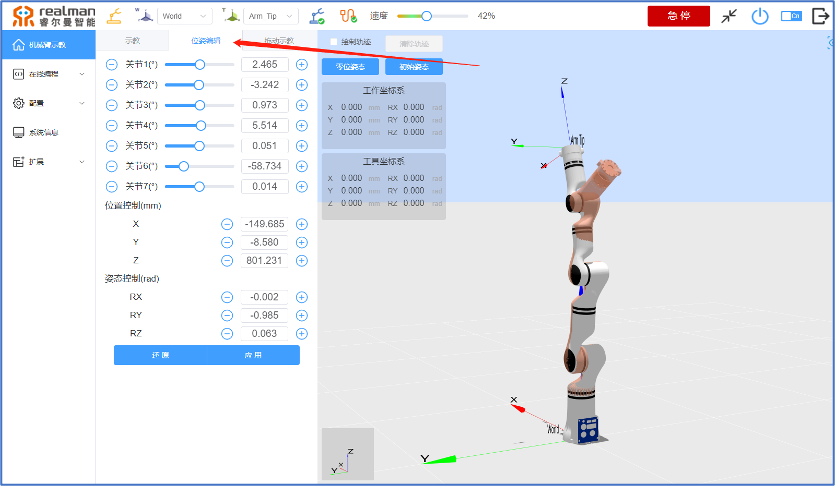 realman
睿尔曼智能
W
World
T
Arm Tip
速度
42%
急停
Cn
机械臂示教
在线编程
配置
系统信息
扩展
示教
位姿编辑
拖动示教
关节1(°) 2.465
关节2(°) -3.242
关节3(°) 0.973
关节4(°) 5.514
关节5(°) 0.051
关节6(°) -58.734
关节7(°) 0.014
位置控制(mm)
X -149.685
Y -8.580
Z 801.231
姿态控制(rad)
RX -0.002
RY -0.985
RZ 0.063
还原
应用
绘制轨迹
清除轨迹
零位姿态
初始姿态
工作坐标系
X 0.000 mm RX 0.000 rad
Y 0.000 mm RY 0.000 rad
Z 0.000 mm RZ 0.000 rad
工具坐标系
X 0.000 mm RX 0.000 rad
Y 0.000 mm RY 0.000 rad
Z 0.000 mm RZ 0.000 rad
Z
Y
Arm Tip
X
X
World
Y
Z
X
Y